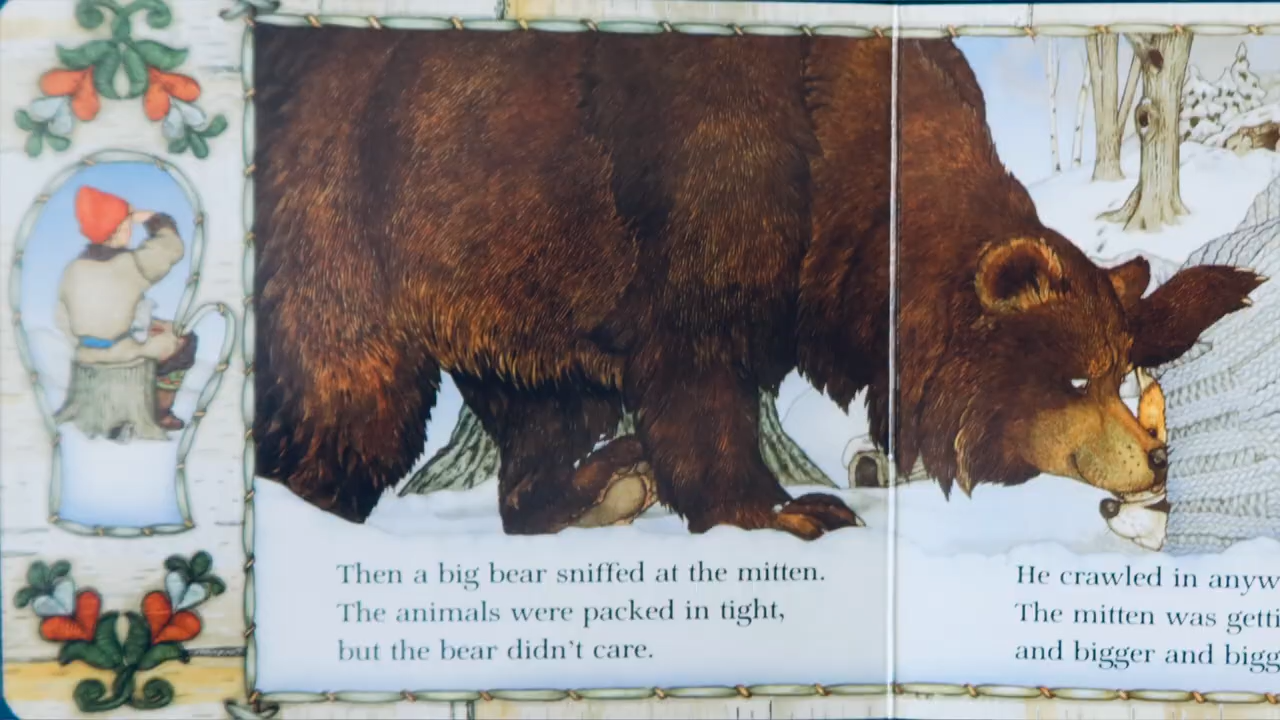 Then a big bear sniffed at the mitten.
The animals were packed in tight,
but the bear didn't care.
He crawled in
The mitten was
and bigger and